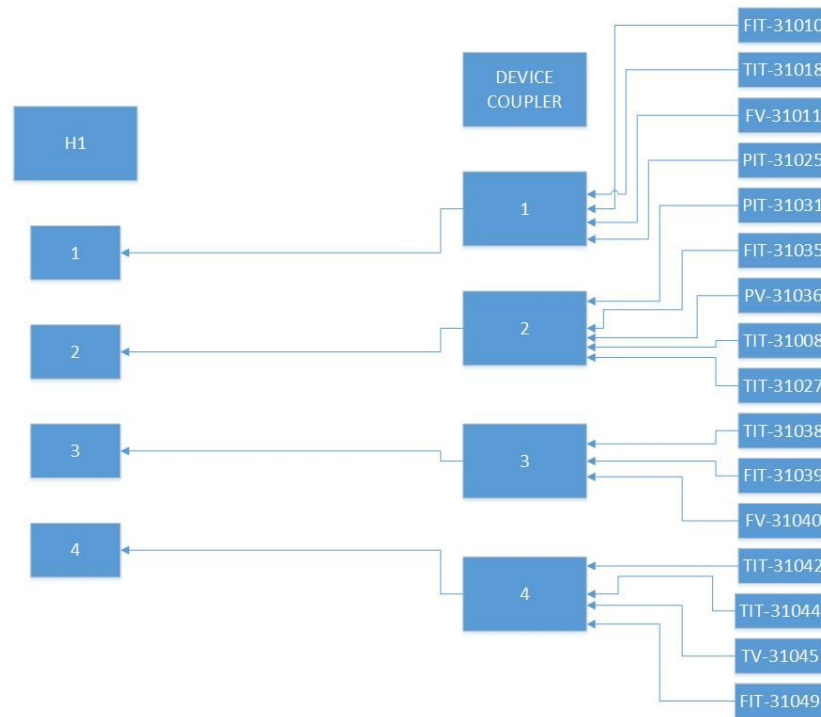 H1
1
2
3
4
DEVICE
COUPLER
1
2
3
4
FIT-31010
TIT-31018
FV-31011
PIT-31025
PIT-31031
FIT-31035
PV-31036
TIT-31008
TIT-31027
TIT-31038
FIT-31039
FV-31040
TIT-31042
TIT-31044
TV-31045
FIT-31049